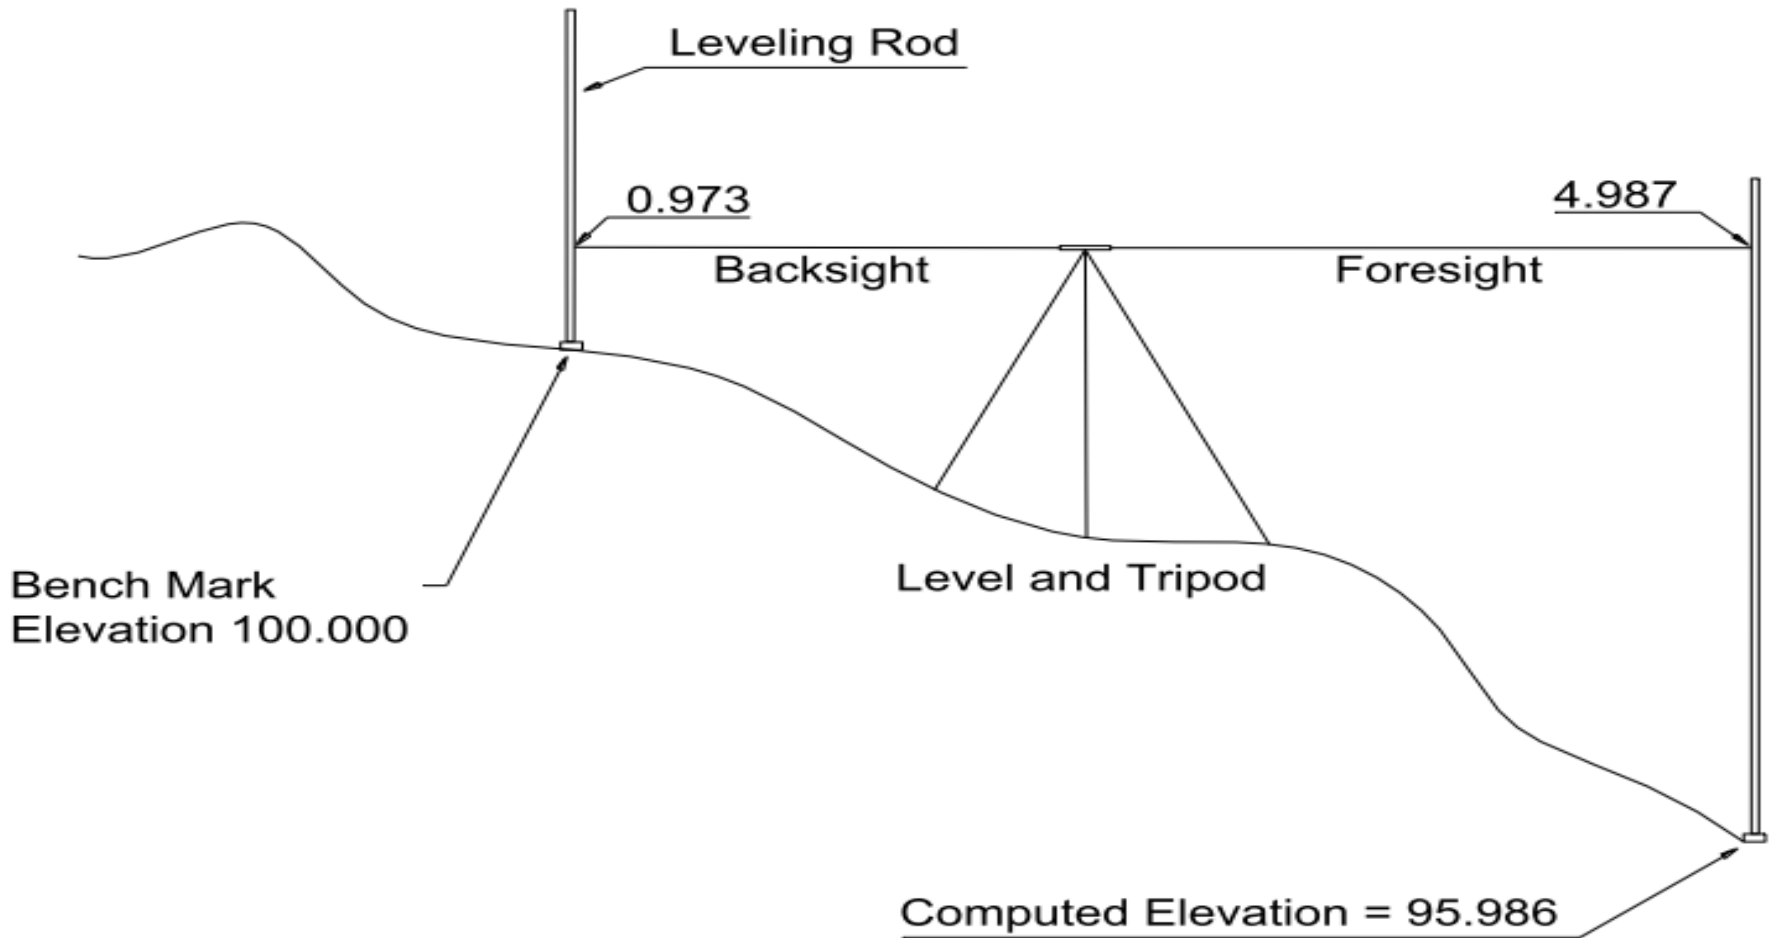 Leveling Rod
0.973
4.987
Backsight
Foresight
Level and Tripod
Bench Mark
Elevation 100.000
Computed Elevation = 95.986